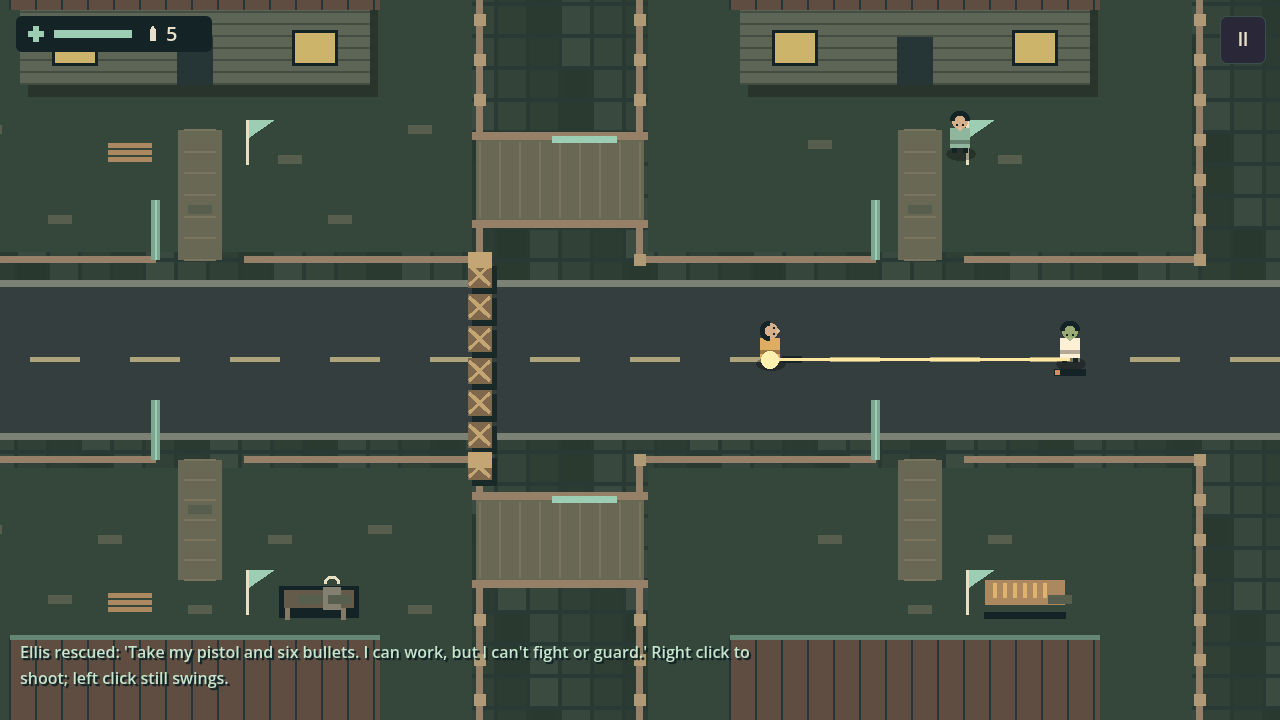 5
Ellis rescued: 'Take my pistol and six bullets. I can work, but I can't fight or guard.' Right click to
shoot; left click still swings.